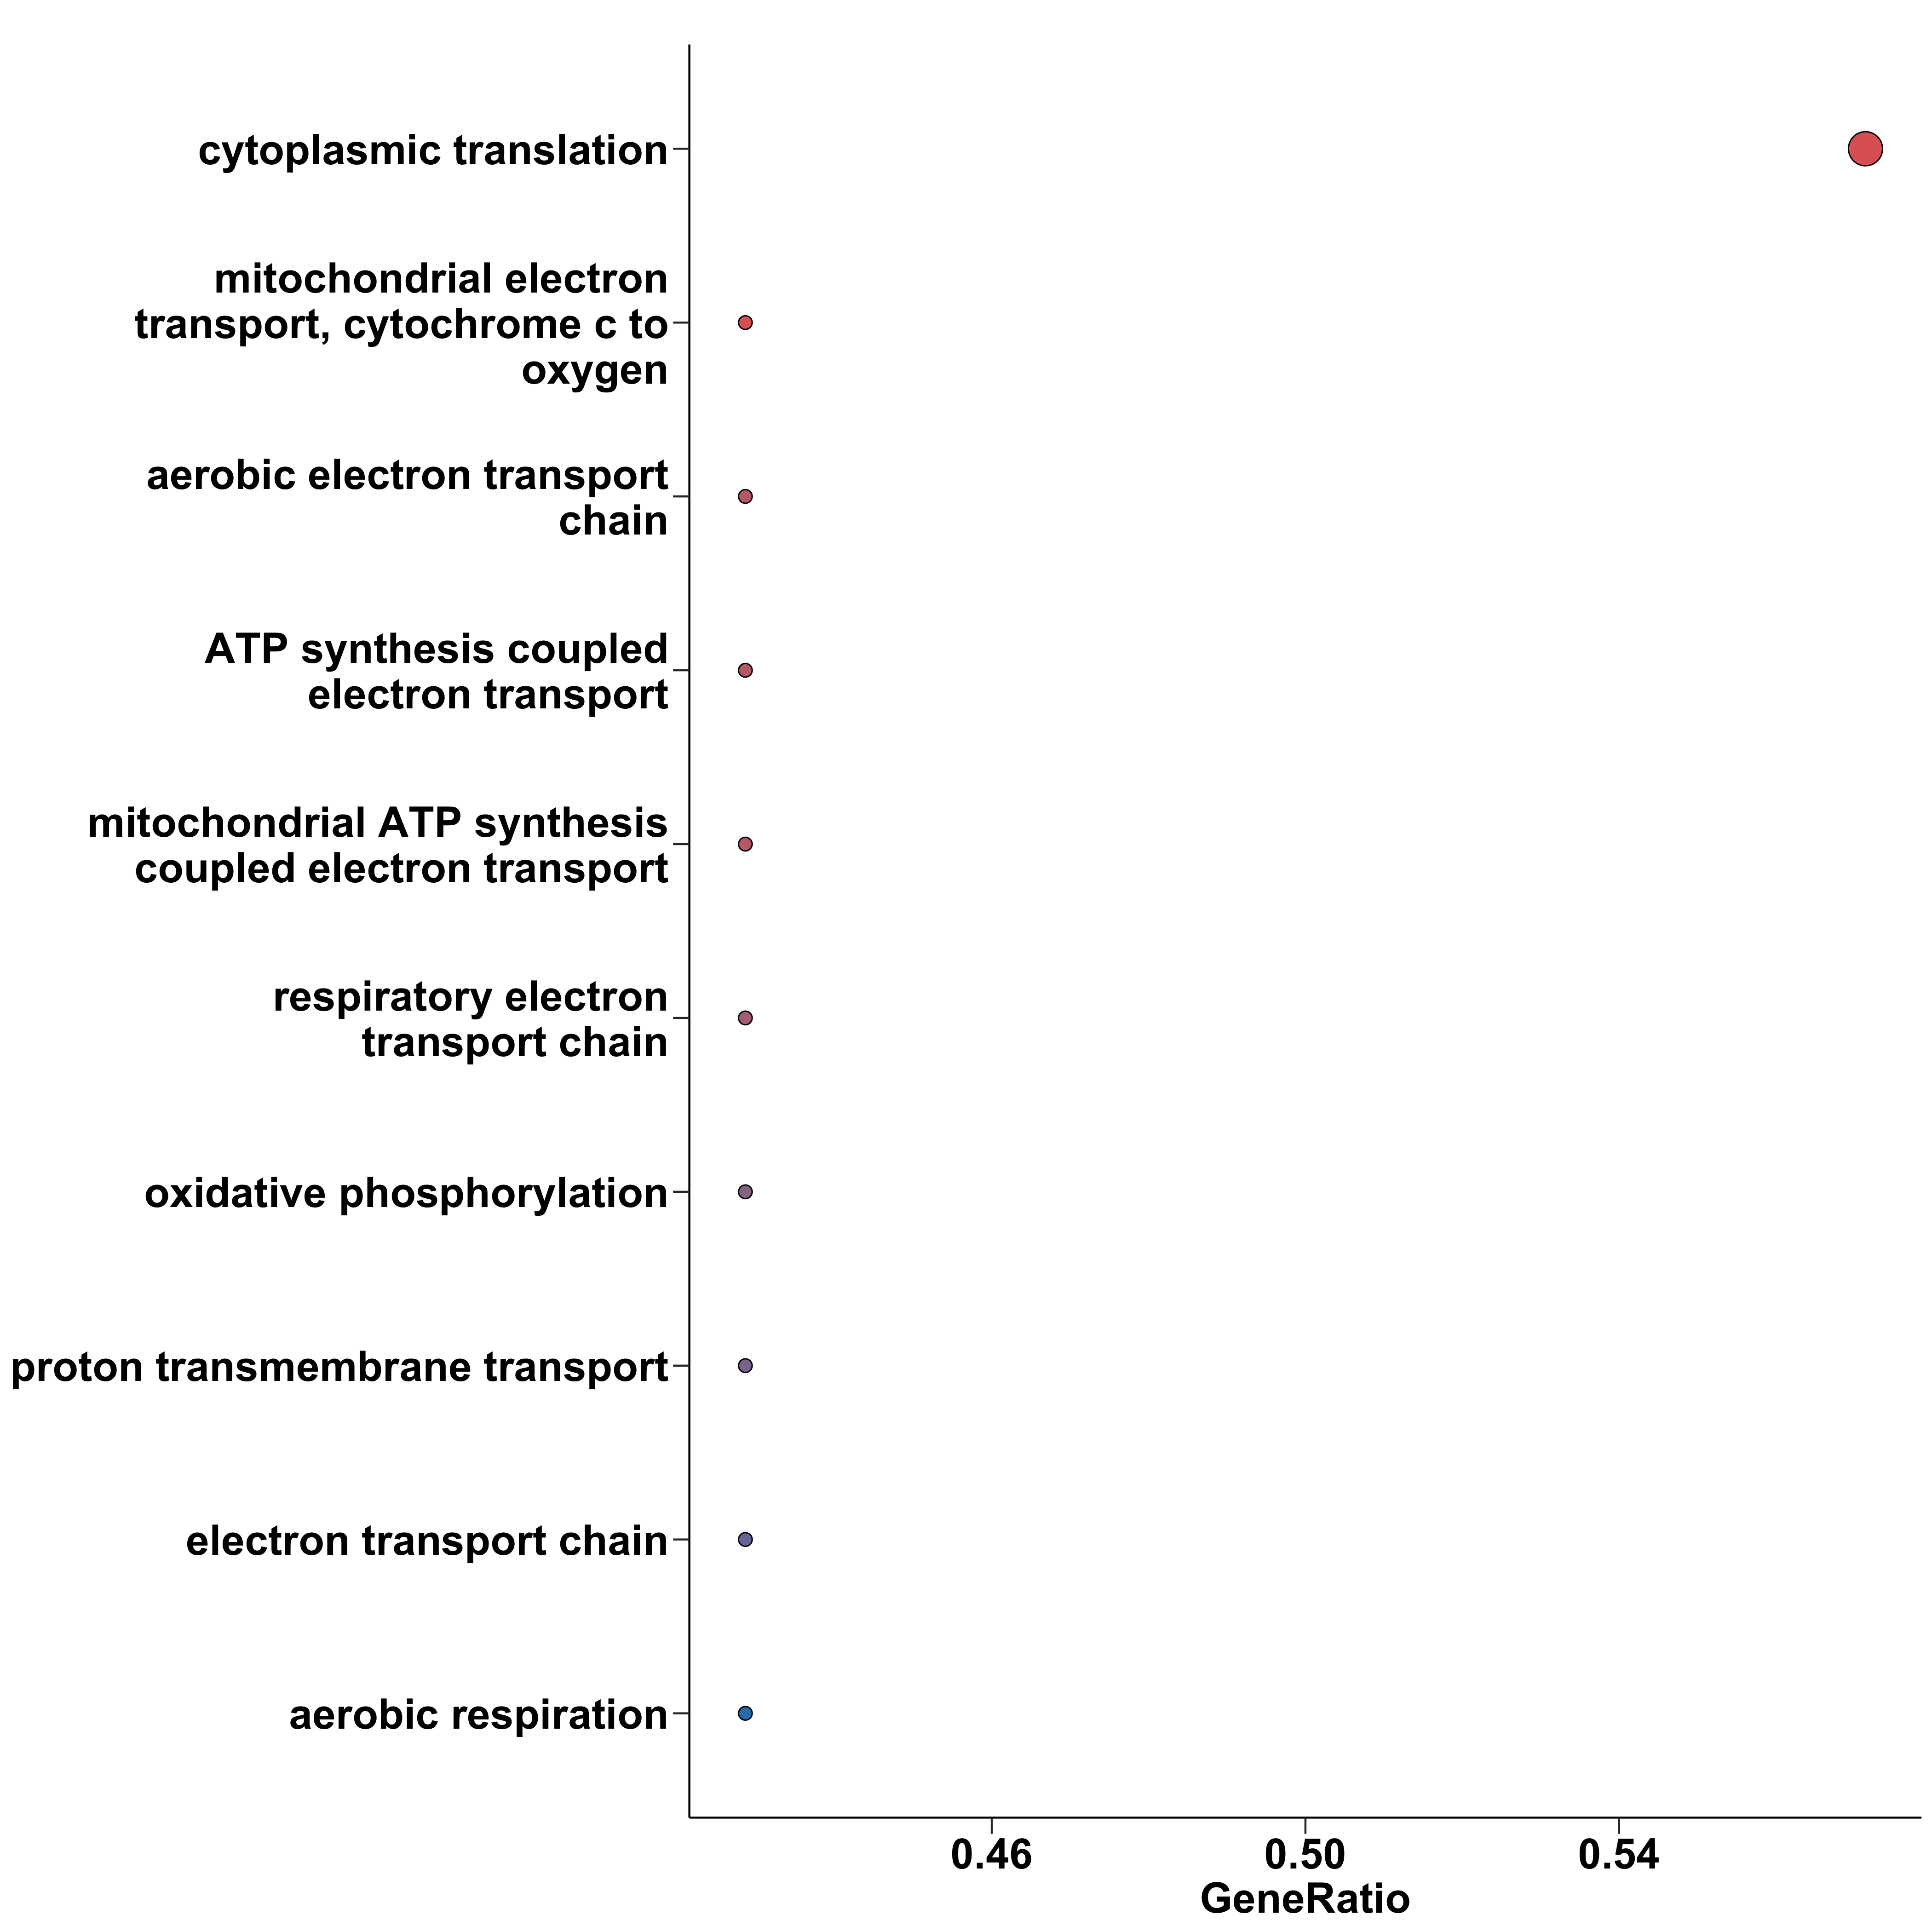 cytoplasmic translation
mitochondrial electron
transport, cytochrome c to
oxygen
aerobic electron transport
chain
ATP synthesis coupled
electron transport
mitochondrial ATP synthesis
coupled electron transport
respiratory electron
transport chain
oxidative phosphorylation
proton transmembrane transport
electron transport chain
aerobic respiration
0.46 0.50 0.54
GeneRatio